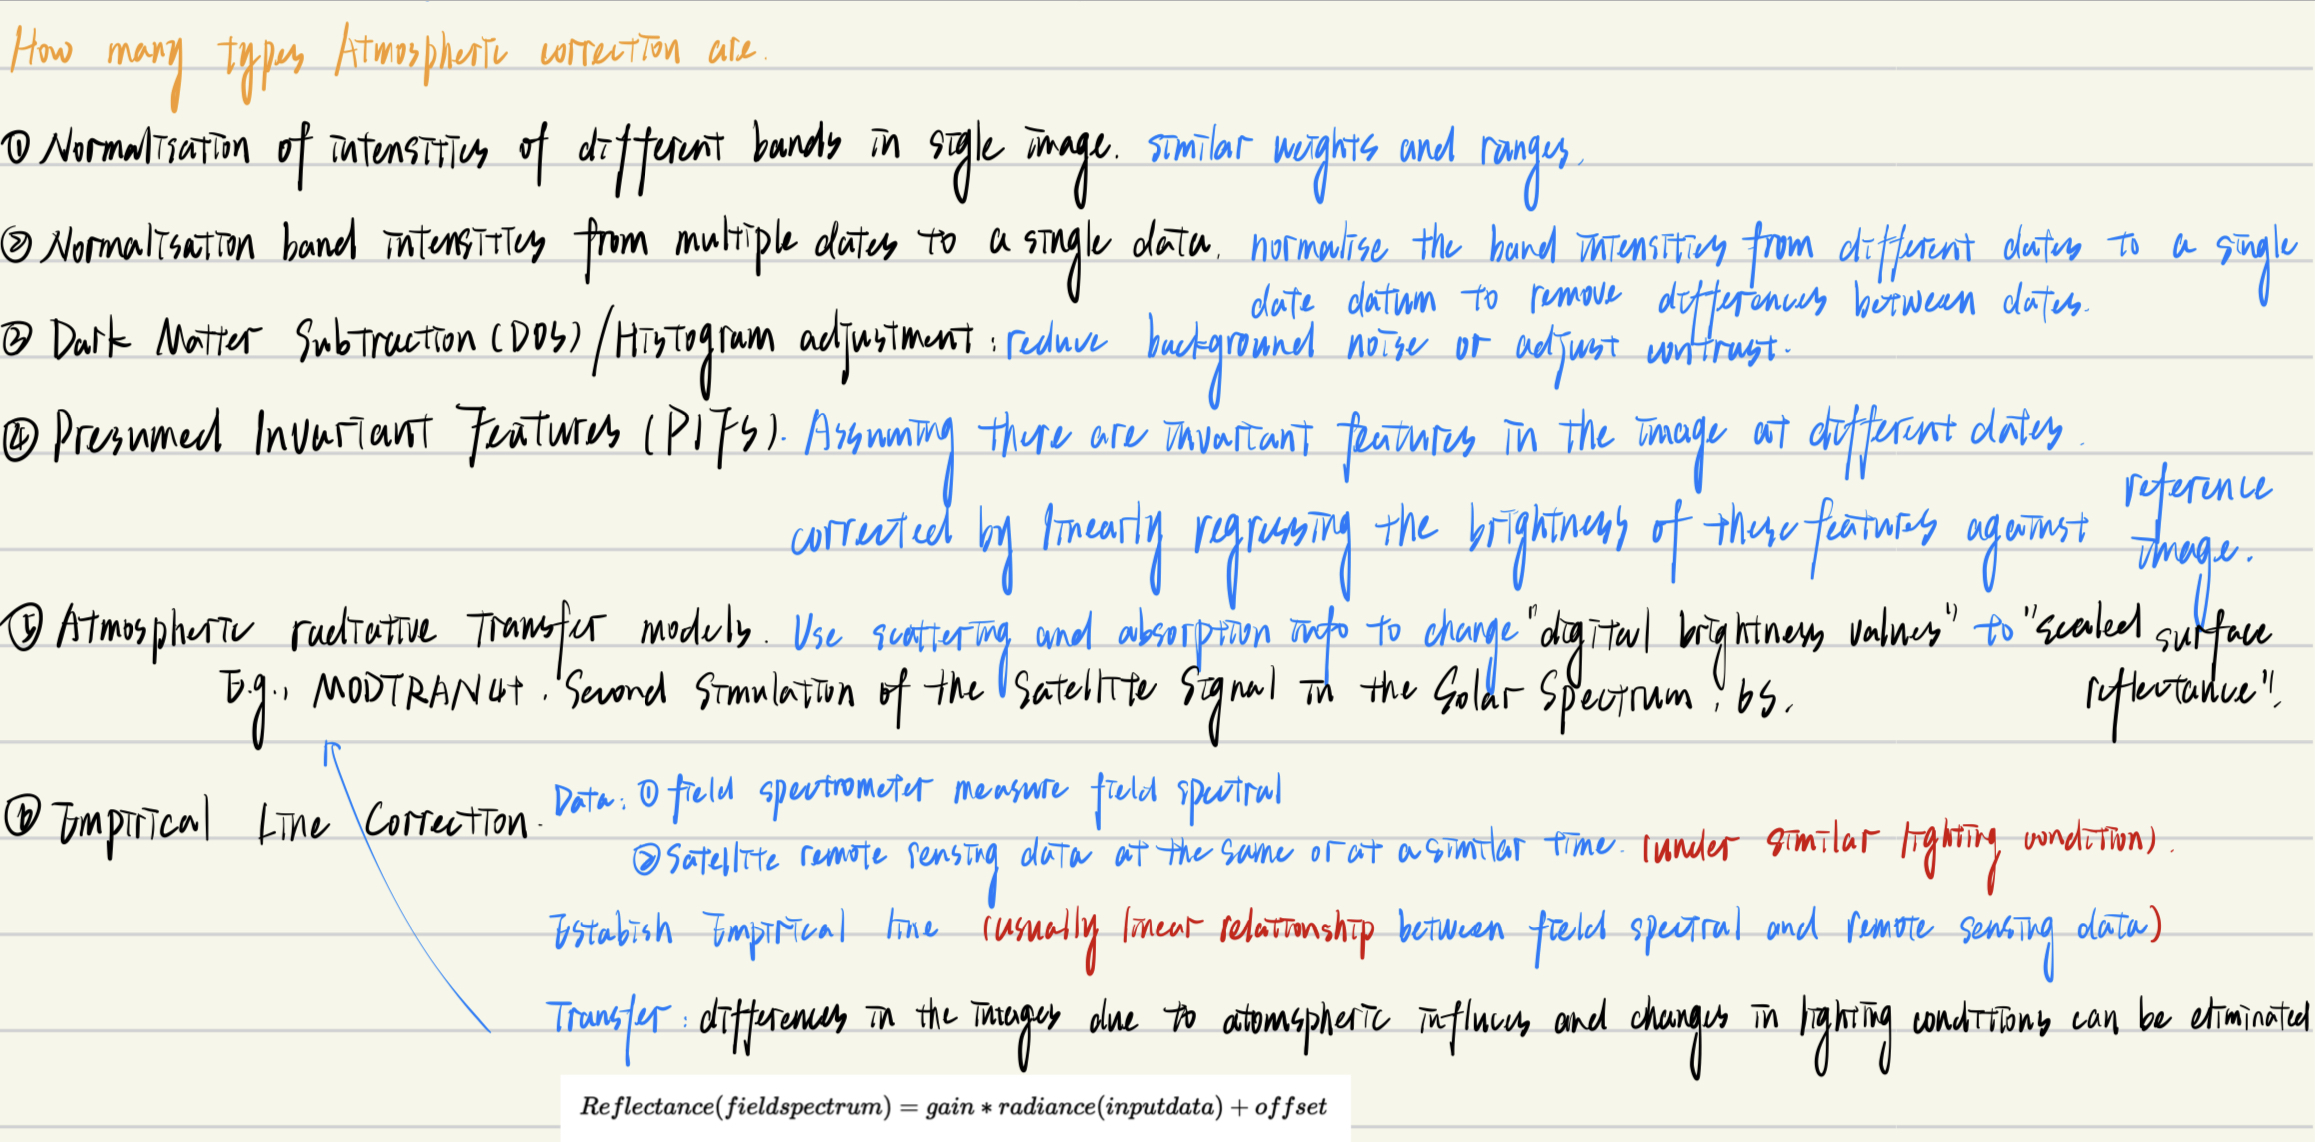 How many types Atmospheric correction are.
① Normalisation of intensities of different bands in sigle image. similar weights and ranges.
② Normalisation band intensities from multiple dates to a single data. normalise the band intensities from different dates to a single
date datum to remove differences between dates.
③ Dark Matter Subtraction (DOS) / Histogram adjustment: reduce background noise or adjust contrast.
④ Presumed Invariant Features (PIFs). Assuming there are invariant features in the image at different dates.
corrected by linearly regressing the brightness of these features against reference image.
⑤ Atmospheric radiative Transfer models. Use scattering and absorption info to change "digital brightness values" to "scaled surface reflectance".
E.g., MODTRAN4+, Second Simulation of the Satellite Signal in the Solar Spectrum, 6S.
⑥ Empirical Line Correction.
Data: ① field spectrometer measure field spectral
② Satellite remote sensing data at the same or at a similar time. (under similar lighting condition).
Estabish Empirical line (usually linear relationship between field spectral and remote sensing data)
Transfer: differences in the images due to atomspheric influces and changes in lighting conditions can be eliminated
Reflectance(fieldspectrum) = gain ∗ radiance(inputdata) + offset